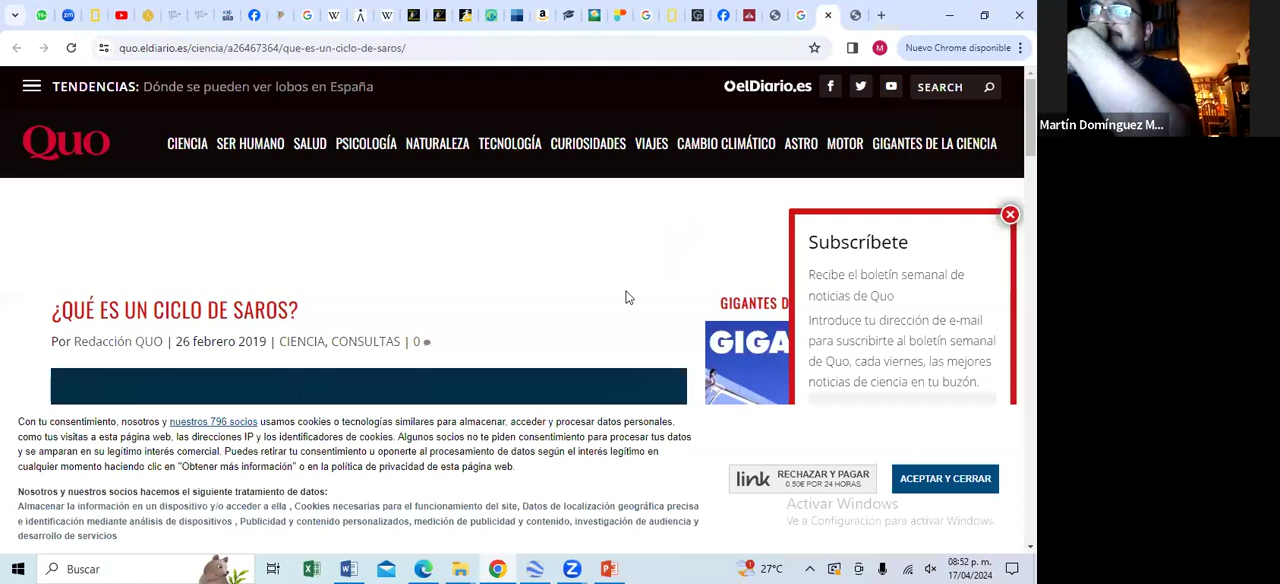 quo.eldiario.es/ciencia/a26467364/que-es-un-ciclo-de-saros/
M
Nuevo Chrome disponible
TENDENCIAS: Dónde se pueden ver lobos en España
elDiario.es
SEARCH
Quo
CIENCIA SER HUMANO SALUD PSICOLOGÍA NATURALEZA TECNOLOGÍA CURIOSIDADES VIAJES CAMBIO CLIMÁTICO ASTRO MOTOR GIGANTES DE LA CIENCIA
Martín Domínguez M...
Subscríbete
Recibe el boletín semanal de
noticias de Quo
Introduce tu dirección de e-mail
para suscribirte al boletín semanal
de Quo, cada viernes, las mejores
noticias de ciencia en tu buzón.
¿QUÉ ES UN CICLO DE SAROS?
Por Redacción QUO | 26 febrero 2019 | CIENCIA, CONSULTAS | 0
GIGANTES D
GIGA
Con tu consentimiento, nosotros y nuestros 796 socios usamos cookies o tecnologías similares para almacenar, acceder y procesar datos personales,
como tus visitas a esta página web, las direcciones IP y los identificadores de cookies. Algunos socios no te piden consentimiento para procesar tus datos
y se amparan en su legítimo interés comercial. Puedes retirar tu consentimiento u oponerte al procesamiento de datos según el interés legítimo en
cualquier momento haciendo clic en "Obtener más información" o en la política de privacidad de esta página web.
Nosotros y nuestros socios hacemos el siguiente tratamiento de datos:
Almacenar la información en un dispositivo y/o acceder a ella , Cookies necesarias para el funcionamiento del site, Datos de localización geográfica precisa
e identificación mediante análisis de dispositivos , Publicidad y contenido personalizados, medición de publicidad y contenido, investigación de audiencia y
desarrollo de servicios
link RECHAZAR Y PAGAR
0.50€ POR 24 HORAS
ACEPTAR Y CERRAR
Activar Windows
Ve a Configuración para activar Windows.
Buscar
27°C
08:52 p. m.
17/04/2024